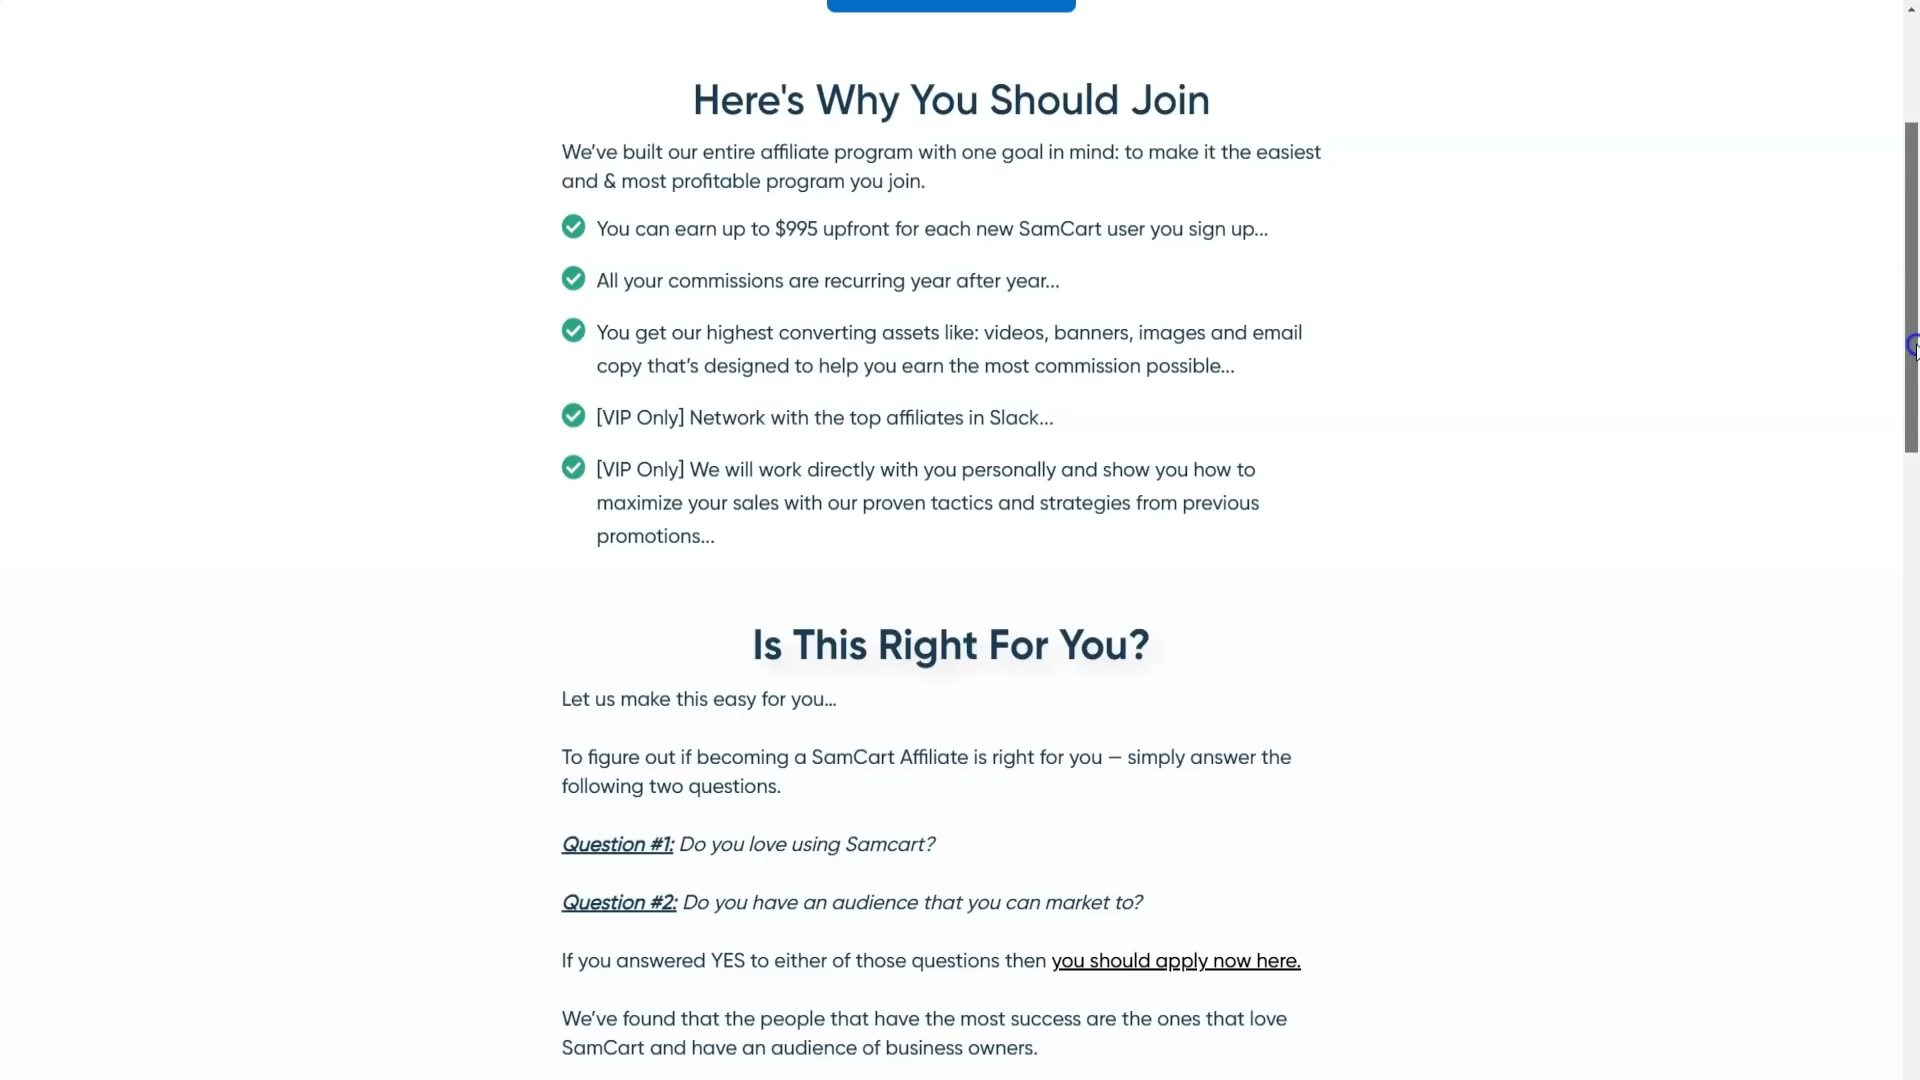 Here's Why You Should Join
We've built our entire affiliate program with one goal in mind: to make it the easiest
and & most profitable program you join.
You can earn up to $995 upfront for each new SamCart user you sign up...
All your commissions are recurring year after year...
You get our highest converting assets like: videos, banners, images and email
copy that’s designed to help you earn the most commission possible...
[VIP Only] Network with the top affiliates in Slack...
[VIP Only] We will work directly with you personally and show you how to
maximize your sales with our proven tactics and strategies from previous
promotions...
Is This Right For You?
Let us make this easy for you...
To figure out if becoming a SamCart Affiliate is right for you — simply answer the
following two questions.
Question #1: Do you love using Samcart?
Question #2: Do you have an audience that you can market to?
If you answered YES to either of those questions then you should apply now here.
We've found that the people that have the most success are the ones that love
SamCart and have an audience of business owners.